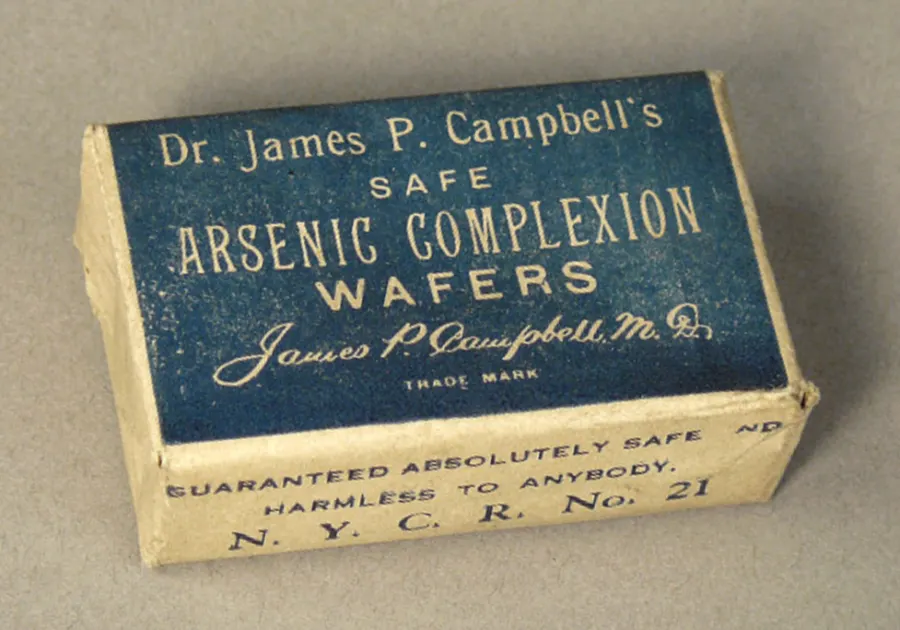 Dr. James P. Campbell's
SAFE
ARSENIC COMPLEXION
WAFERS
James P. Campbell, M. D.
TRADE MARK
GUARANTEED ABSOLUTELY SAFE ND
HARMLESS TO ANYBODY.
N. Y. C. R. No. 21